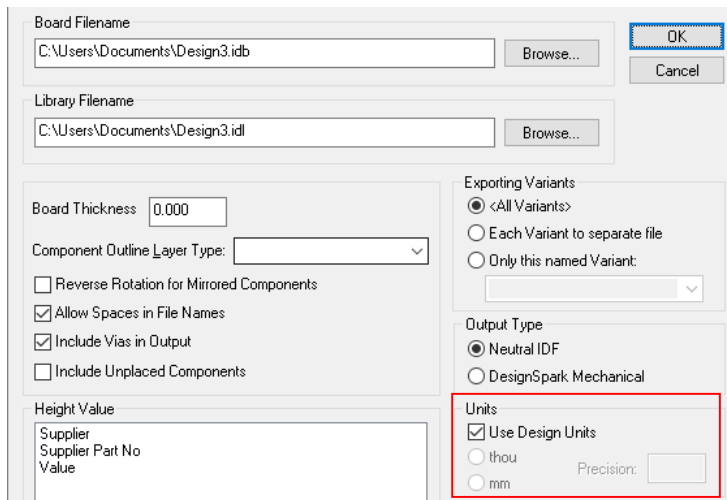 Board Filename
C:\Users\Documents\Design3.idb
Browse...
OK
Cancel
Library Filename
C:\Users\Documents\Design3.idl
Browse...
Board Thickness 0.000
Component Outline Layer Type:
Reverse Rotation for Mirrored Components
Allow Spaces in File Names
Include Vias in Output
Include Unplaced Components
Exporting Variants
<All Variants>
Each Variant to separate file
Only this named Variant:
Output Type
Neutral IDF
DesignSpark Mechanical
Height Value
Supplier
Supplier Part No
Value
Units
Use Design Units
thou
Precision:
mm